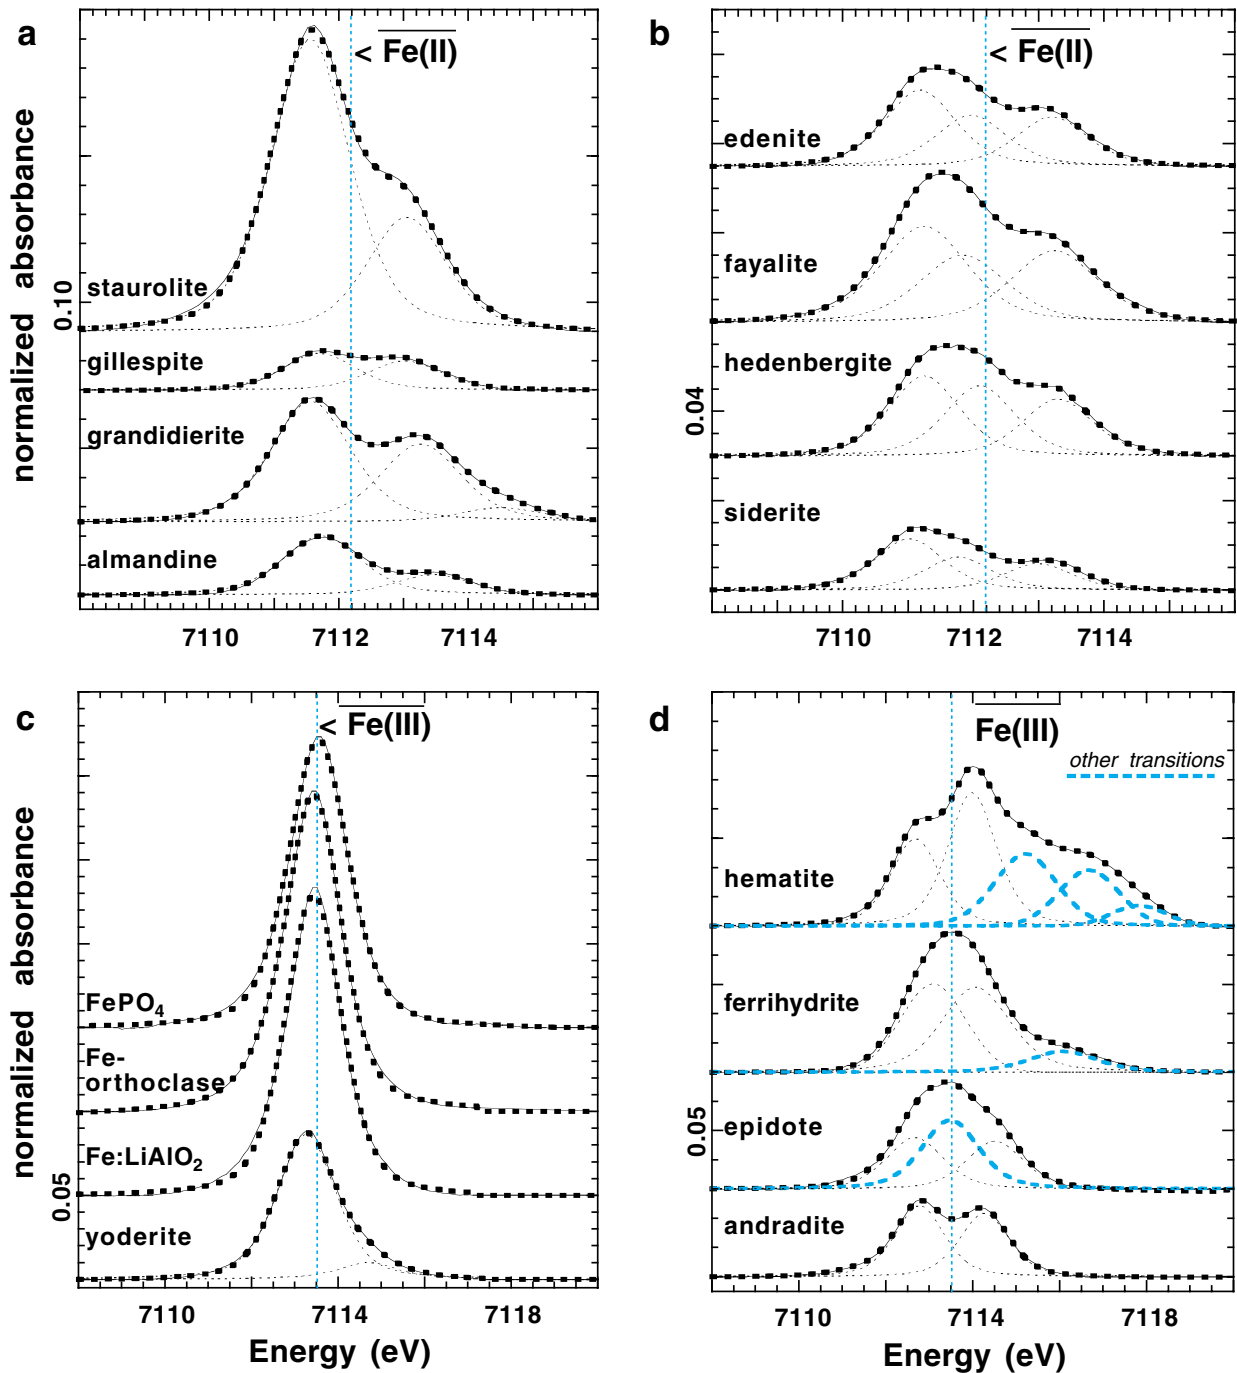 a
< Fe(II)
normalized absorbance
0.10
staurolite
gillespite
grandidierite
almandine
7110
7112
7114
b
< Fe(II)
0.04
edenite
fayalite
hedenbergite
siderite
7110
7112
7114
c
< Fe(III)
normalized absorbance
0.05
FePO4
Fe-
orthoclase
Fe:LiAlO2
yoderite
7110
7114
7118
Energy (eV)
d
Fe(III)
other transitions
0.05
hematite
ferrihydrite
epidote
andradite
7110
7114
7118
Energy (eV)